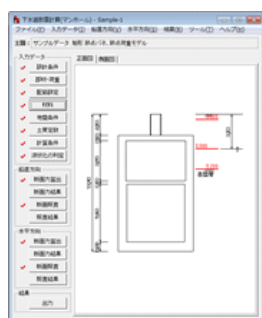 下水道耐震計算(マンホール) - Sample-1
ファイル(F) 入力データ(I) 鉛直方向(V) 水平方向(H) 結果(R) ツール(T) ヘルプ(H)
主題： サンプルデータ 矩形 節点バネ、節点荷重モデル
入力データ
設計条件
部材・荷重
配筋設定
材料
地盤条件
土質定数
計算条件
液状化の判定
鉛直方向
断面力算出
断面力結果
断面照査
照査結果
水平方向
断面力算出
断面力結果
断面照査
照査結果
結果
出力
正面図 側面図